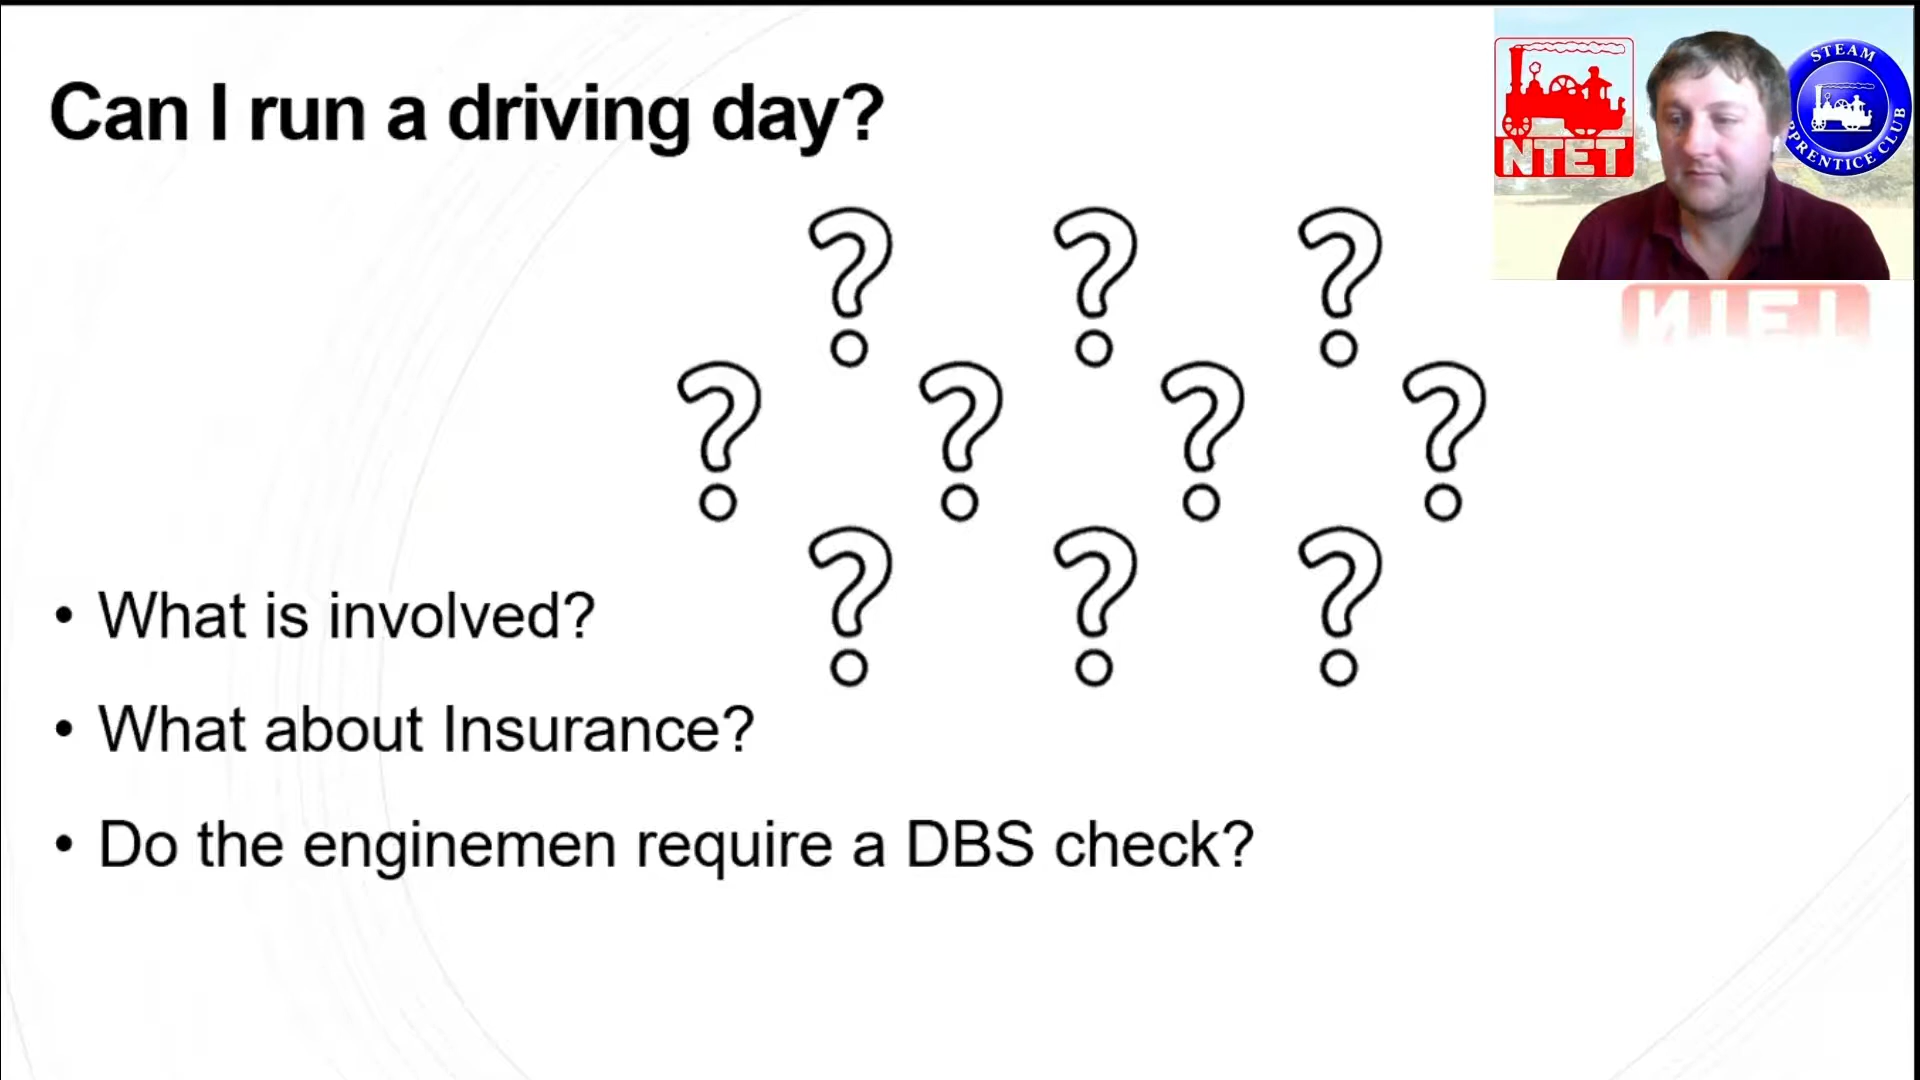 Can I run a driving day?
NTET
STEAM
PPRENTICE CLUB
? ? ?
? ? ? ?
? ? ?
• What is involved?
• What about Insurance?
• Do the enginemen require a DBS check?